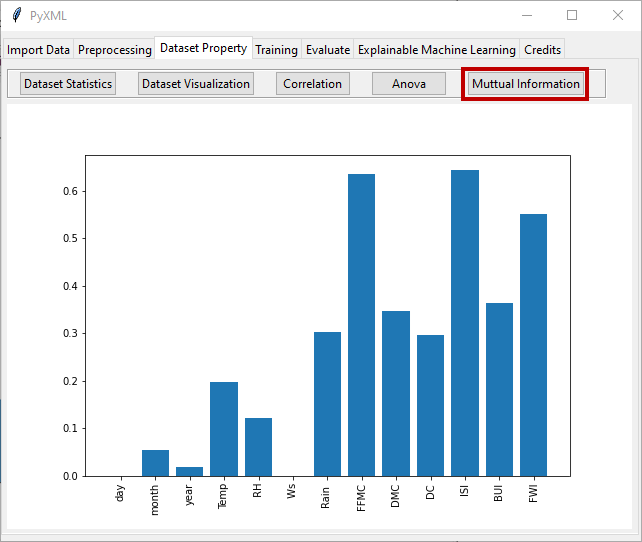 PyXML
Import Data Preprocessing Dataset Property Training Evaluate Explainable Machine Learning Credits
Dataset Statistics Dataset Visualization Correlation Anova Muttual Information
0.6
0.5
0.4
0.3
0.2
0.1
0.0
day month year Temp RH Ws Rain FFMC DMC DC ISI BUI FWI